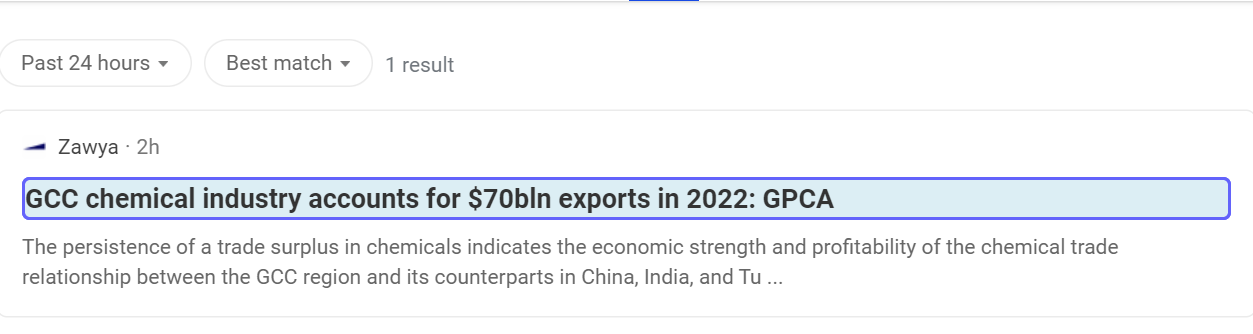 Past 24 hours Best match 1 result
Zawya · 2h
GCC chemical industry accounts for $70bln exports in 2022: GPCA
The persistence of a trade surplus in chemicals indicates the economic strength and profitability of the chemical trade
relationship between the GCC region and its counterparts in China, India, and Tu ...